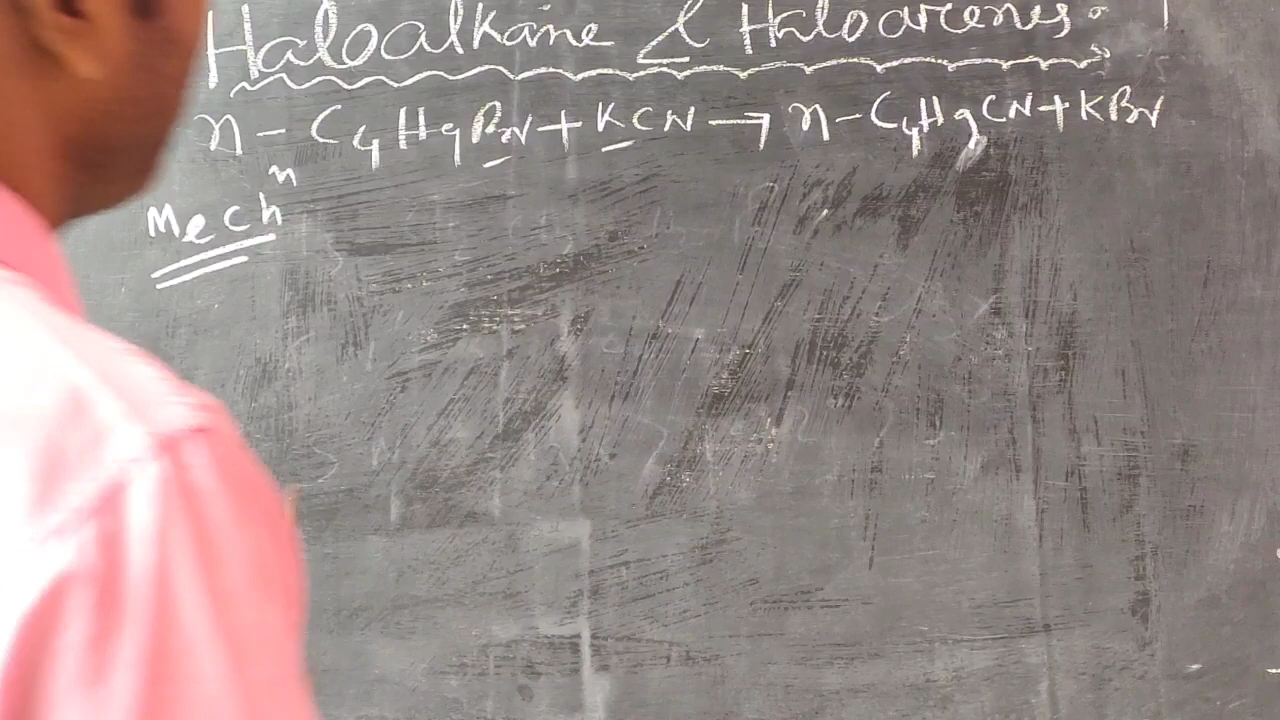 Haloalkane & Haloarenes:
n-C₄H₉Br + KCN → n-C₄H₉CN + KBr
Mechⁿ